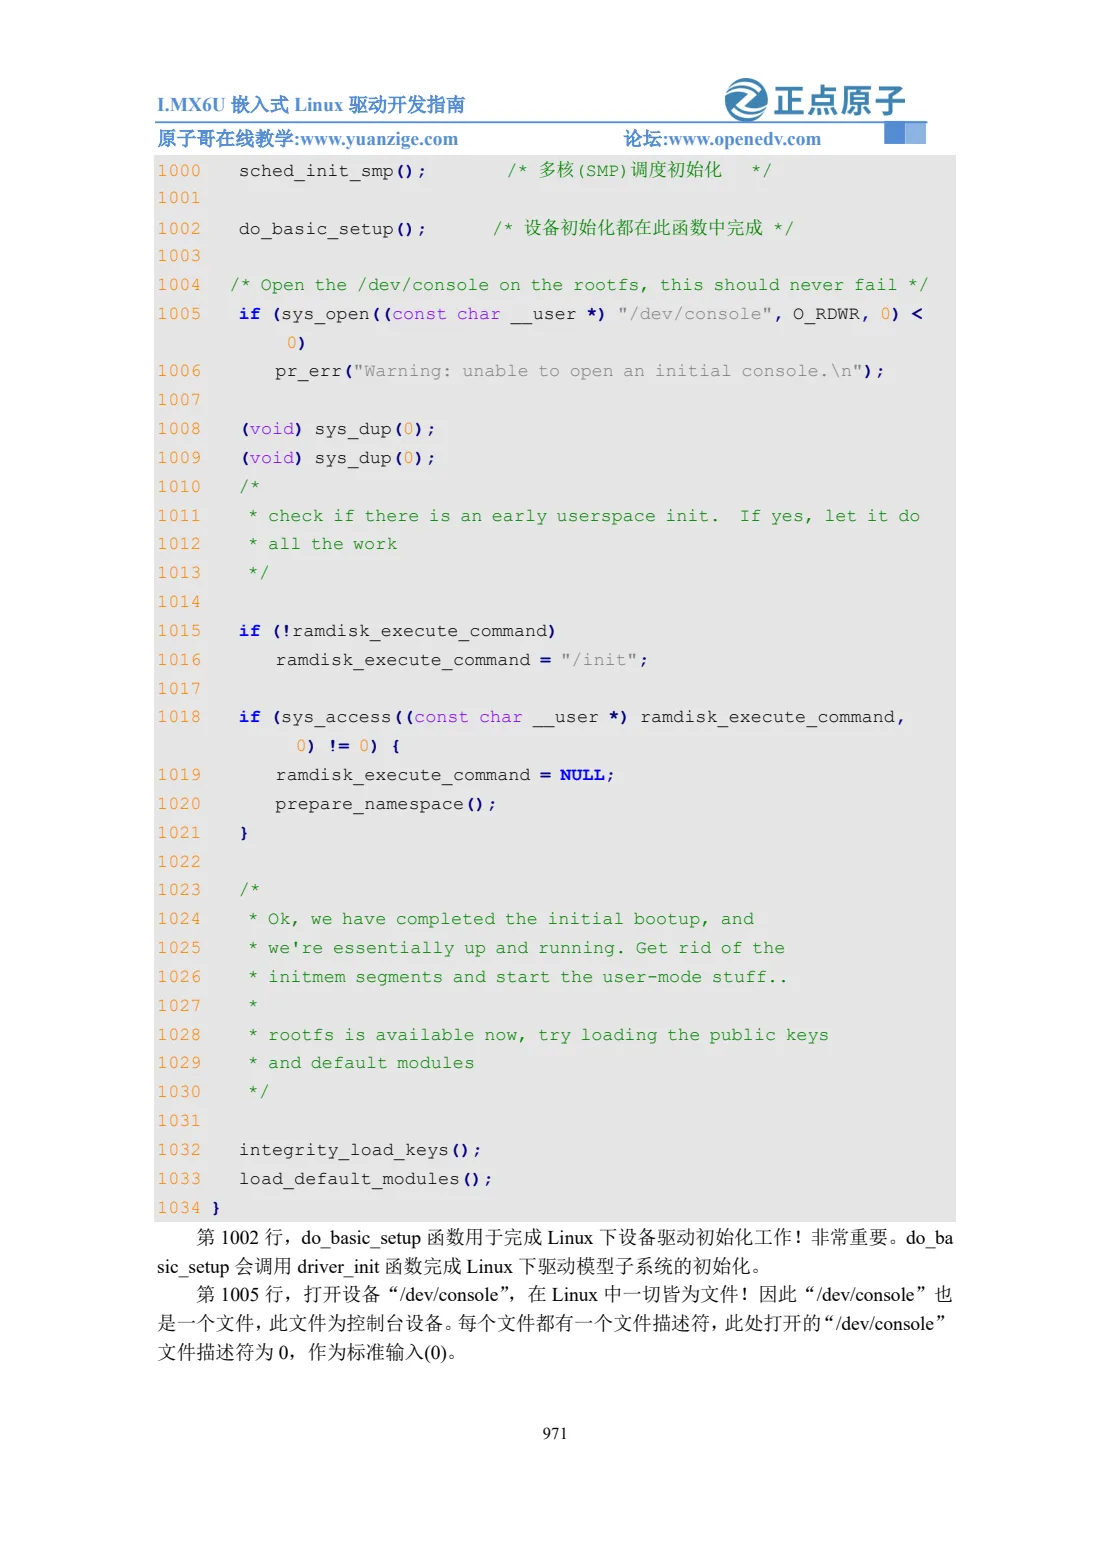 I.MX6U 嵌入式 Linux 驱动开发指南
正点原子
原子哥在线教学:www.yuanzige.com 论坛:www.openedv.com
1000 sched_init_smp(); /* 多核(SMP)调度初始化 */
1001
1002 do_basic_setup(); /* 设备初始化都在此函数中完成 */
1003
1004 /* Open the /dev/console on the rootfs, this should never fail */
1005 if (sys_open((const char __user *) "/dev/console", O_RDWR, 0) <
0)
1006 pr_err("Warning: unable to open an initial console.\n");
1007
1008 (void) sys_dup(0);
1009 (void) sys_dup(0);
1010 /*
1011 * check if there is an early userspace init.  If yes, let it do
1012 * all the work
1013 */
1014
1015 if (!ramdisk_execute_command)
1016 ramdisk_execute_command = "/init";
1017
1018 if (sys_access((const char __user *) ramdisk_execute_command,
0) != 0) {
1019 ramdisk_execute_command = NULL;
1020 prepare_namespace();
1021 }
1022
1023 /*
1024 * Ok, we have completed the initial bootup, and
1025 * we're essentially up and running. Get rid of the
1026 * initmem segments and start the user-mode stuff..
1027 *
1028 * rootfs is available now, try loading the public keys
1029 * and default modules
1030 */
1031
1032 integrity_load_keys();
1033 load_default_modules();
1034 }
第 1002 行，do_basic_setup 函数用于完成 Linux 下设备驱动初始化工作！非常重要。do_ba
sic_setup 会调用 driver_init 函数完成 Linux 下驱动模型子系统的初始化。
第 1005 行，打开设备“/dev/console”，在 Linux 中一切皆为文件！因此“/dev/console”也
是一个文件，此文件为控制台设备。每个文件都有一个文件描述符，此处打开的“/dev/console”
文件描述符为 0，作为标准输入(0)。
971